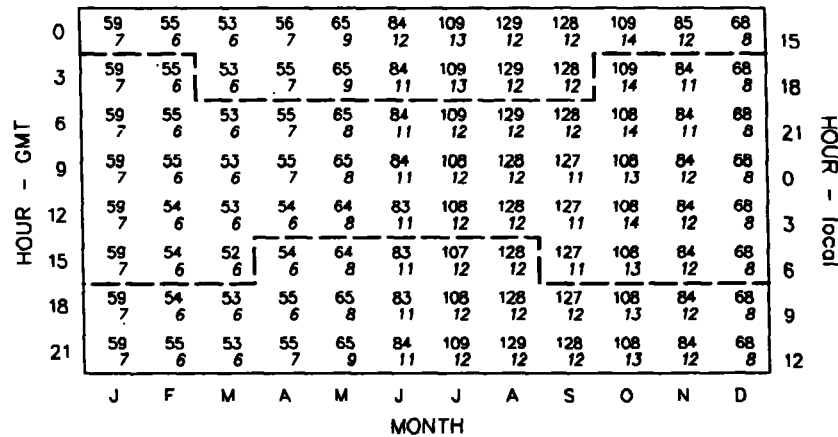 0 59 55 53 56 65 84 109 129 128 109 85 68 15
7 6 6 7 9 12 13 12 12 14 12 8
3 59 55 53 55 65 84 109 129 128 109 84 68 18
7 6 6 7 9 11 13 12 12 14 11 8
6 59 55 53 55 65 84 109 129 128 108 84 68 21
7 6 6 7 8 11 12 12 12 14 11 8
9 59 55 53 55 65 84 108 128 127 108 84 68 0
7 6 6 7 8 11 12 12 11 13 12 8
12 59 54 53 54 64 83 108 128 127 108 84 68 3
7 6 6 6 8 11 12 12 11 14 12 8
15 59 54 52 54 64 83 107 128 127 108 84 68 6
7 6 6 6 8 11 12 12 11 13 12 8
18 59 54 53 55 65 83 108 128 127 108 84 68 9
7 6 6 6 8 11 12 12 12 13 12 8
21 59 55 53 55 65 84 109 129 128 108 84 68 12
7 6 6 7 9 11 12 12 12 13 12 8
J F M A M J J A S O N D
MONTH
HOUR - GMT
HOUR - local